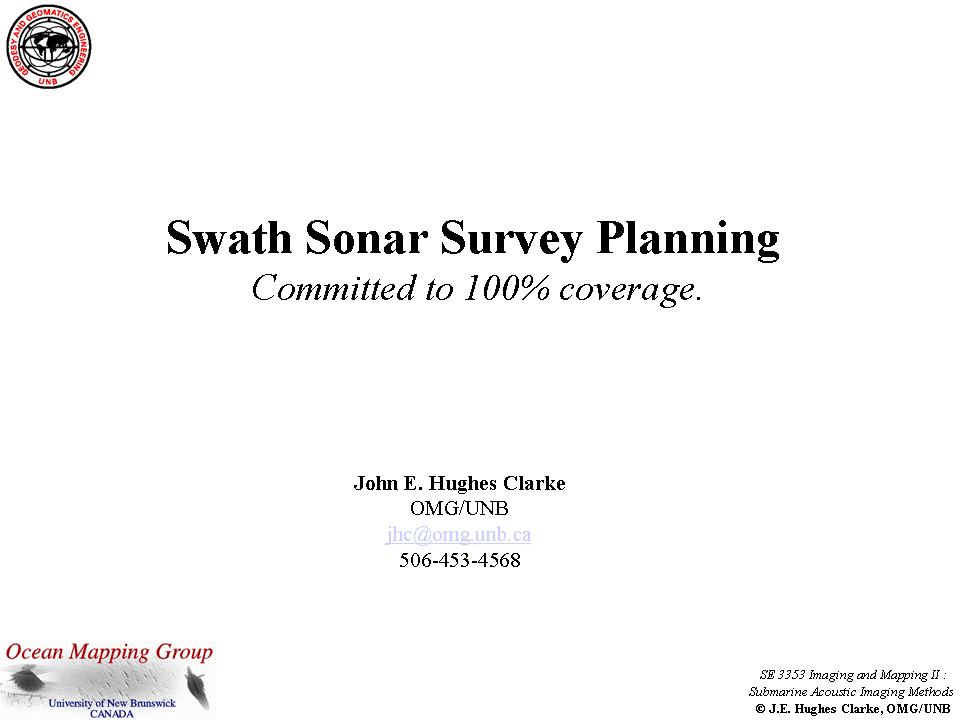 GEODESY AND GEOMATICS ENGINEERING
UNB
Swath Sonar Survey Planning
Committed to 100% coverage.
John E. Hughes Clarke
OMG/UNB
jhc@omg.unb.ca
506-453-4568
Ocean Mapping Group
University of New Brunswick
CANADA
SE 3353 Imaging and Mapping II :
Submarine Acoustic Imaging Methods
© J.E. Hughes Clarke, OMG/UNB